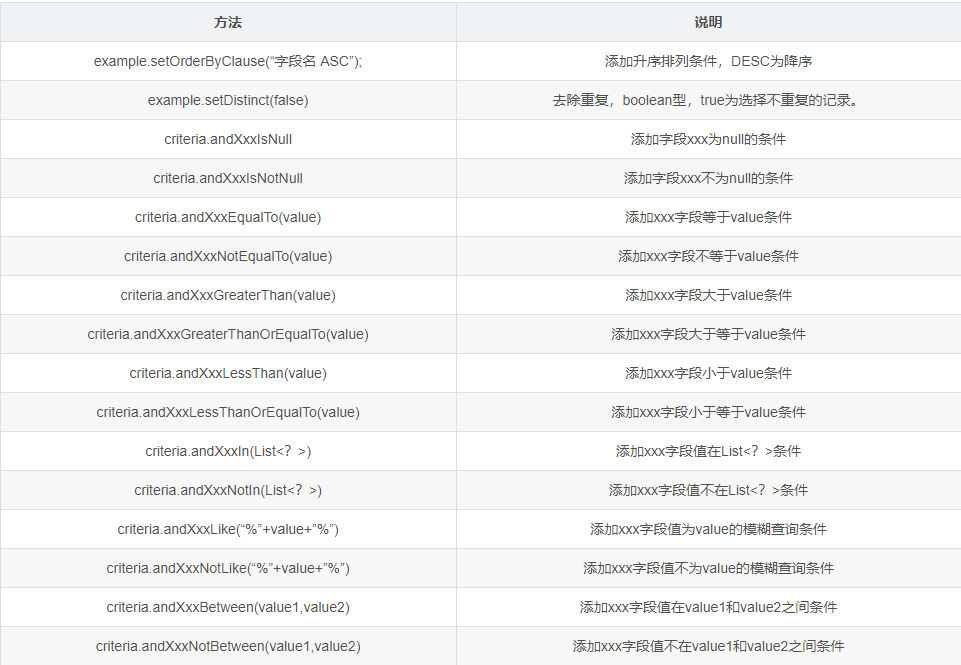 方法 说明
example.setOrderByClause(“字段名 ASC”); 添加升序排列条件，DESC为降序
example.setDistinct(false) 去除重复，boolean型，true为选择不重复的记录。
criteria.andXxxIsNull 添加字段xxx为null的条件
criteria.andXxxIsNotNull 添加字段xxx不为null的条件
criteria.andXxxEqualTo(value) 添加xxx字段等于value条件
criteria.andXxxNotEqualTo(value) 添加xxx字段不等于value条件
criteria.andXxxGreaterThan(value) 添加xxx字段大于value条件
criteria.andXxxGreaterThanOrEqualTo(value) 添加xxx字段大于等于value条件
criteria.andXxxLessThan(value) 添加xxx字段小于value条件
criteria.andXxxLessThanOrEqualTo(value) 添加xxx字段小于等于value条件
criteria.andXxxIn(List<？>) 添加xxx字段值在List<？>条件
criteria.andXxxNotIn(List<？>) 添加xxx字段值不在List<？>条件
criteria.andXxxLike(“%”+value+”%”) 添加xxx字段值为value的模糊查询条件
criteria.andXxxNotLike(“%”+value+”%”) 添加xxx字段值不为value的模糊查询条件
criteria.andXxxBetween(value1,value2) 添加xxx字段值在value1和value2之间条件
criteria.andXxxNotBetween(value1,value2) 添加xxx字段值不在value1和value2之间条件